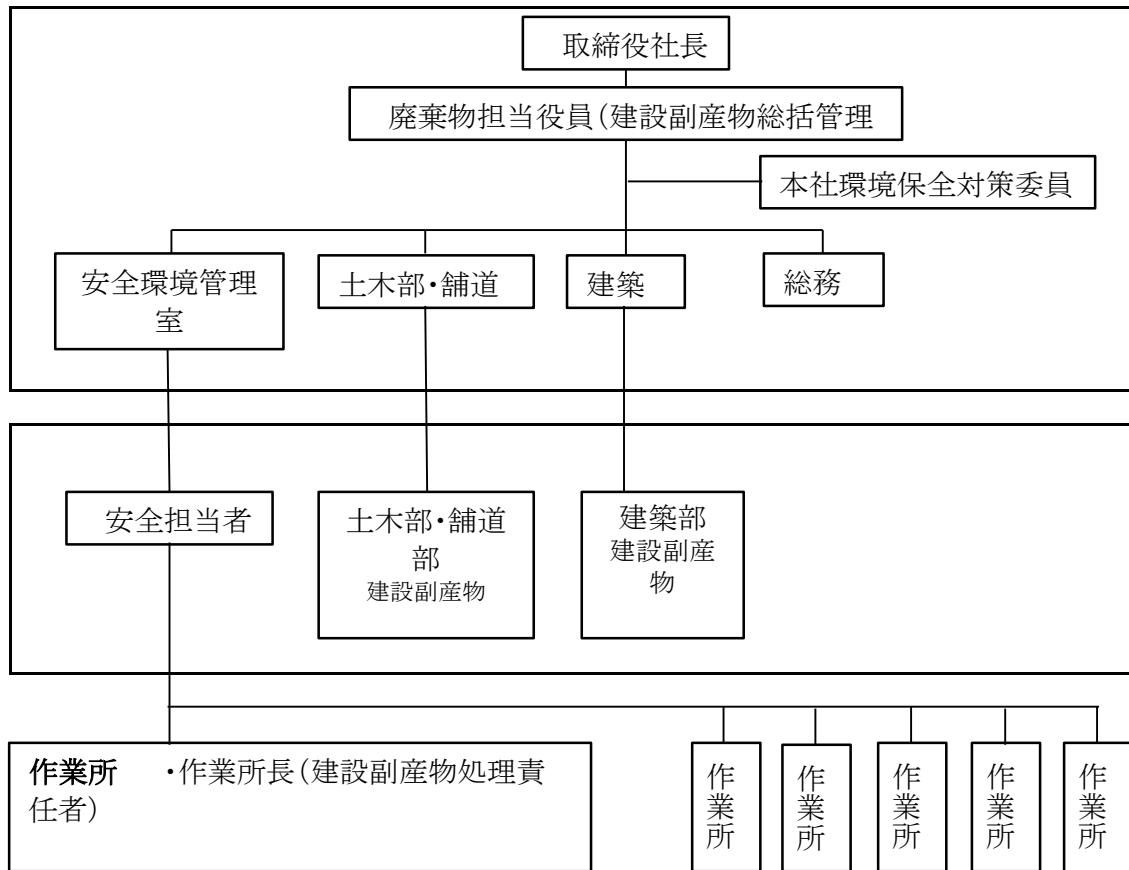 取締役社長
廃棄物担当役員(建設副産物総括管理
本社環境保全対策委員
安全環境管理
室
土木部・舗道
建築
総務
安全担当者
土木部・舗道
部
建設副産物
建築部
建設副産
物
作業所 ・作業所長(建設副産物処理責
任者)
作業所
作業所
作業所
作業所
作業所